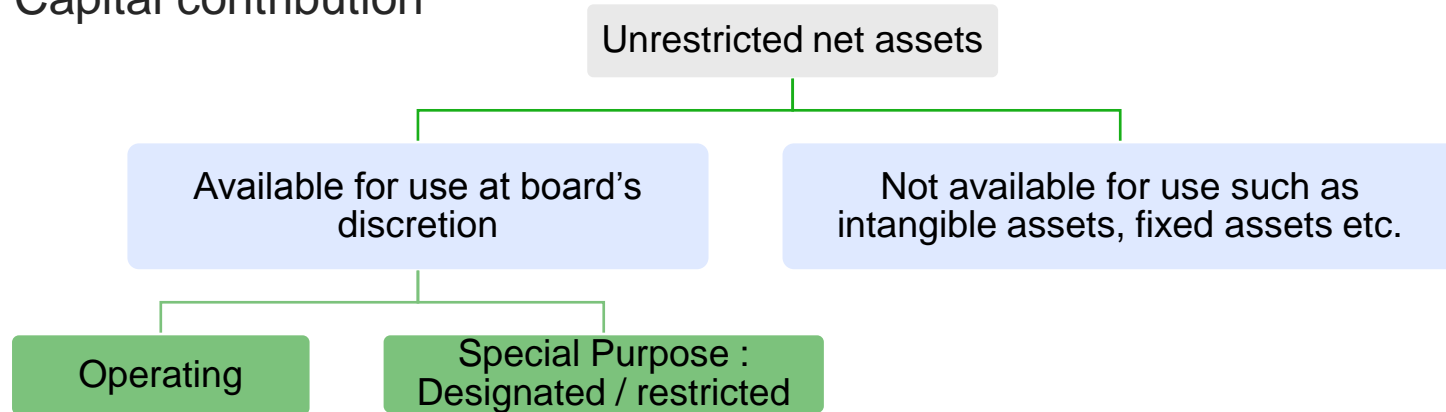 Capital contribution
Unrestricted net assets
Available for use at board’s
discretion
Not available for use such as
intangible assets, fixed assets etc.
Operating
Special Purpose :
Designated / restricted